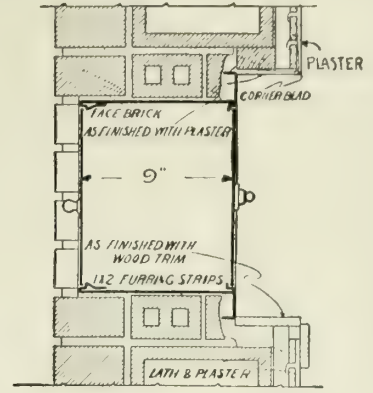 PLASTER
CORNER BEAD
FACE BRICK
AS FINISHED WITH PLASTER
9"
AS FINISHED WITH
WOOD TRIM
1X2 FURRING STRIPS
LATH & PLASTER